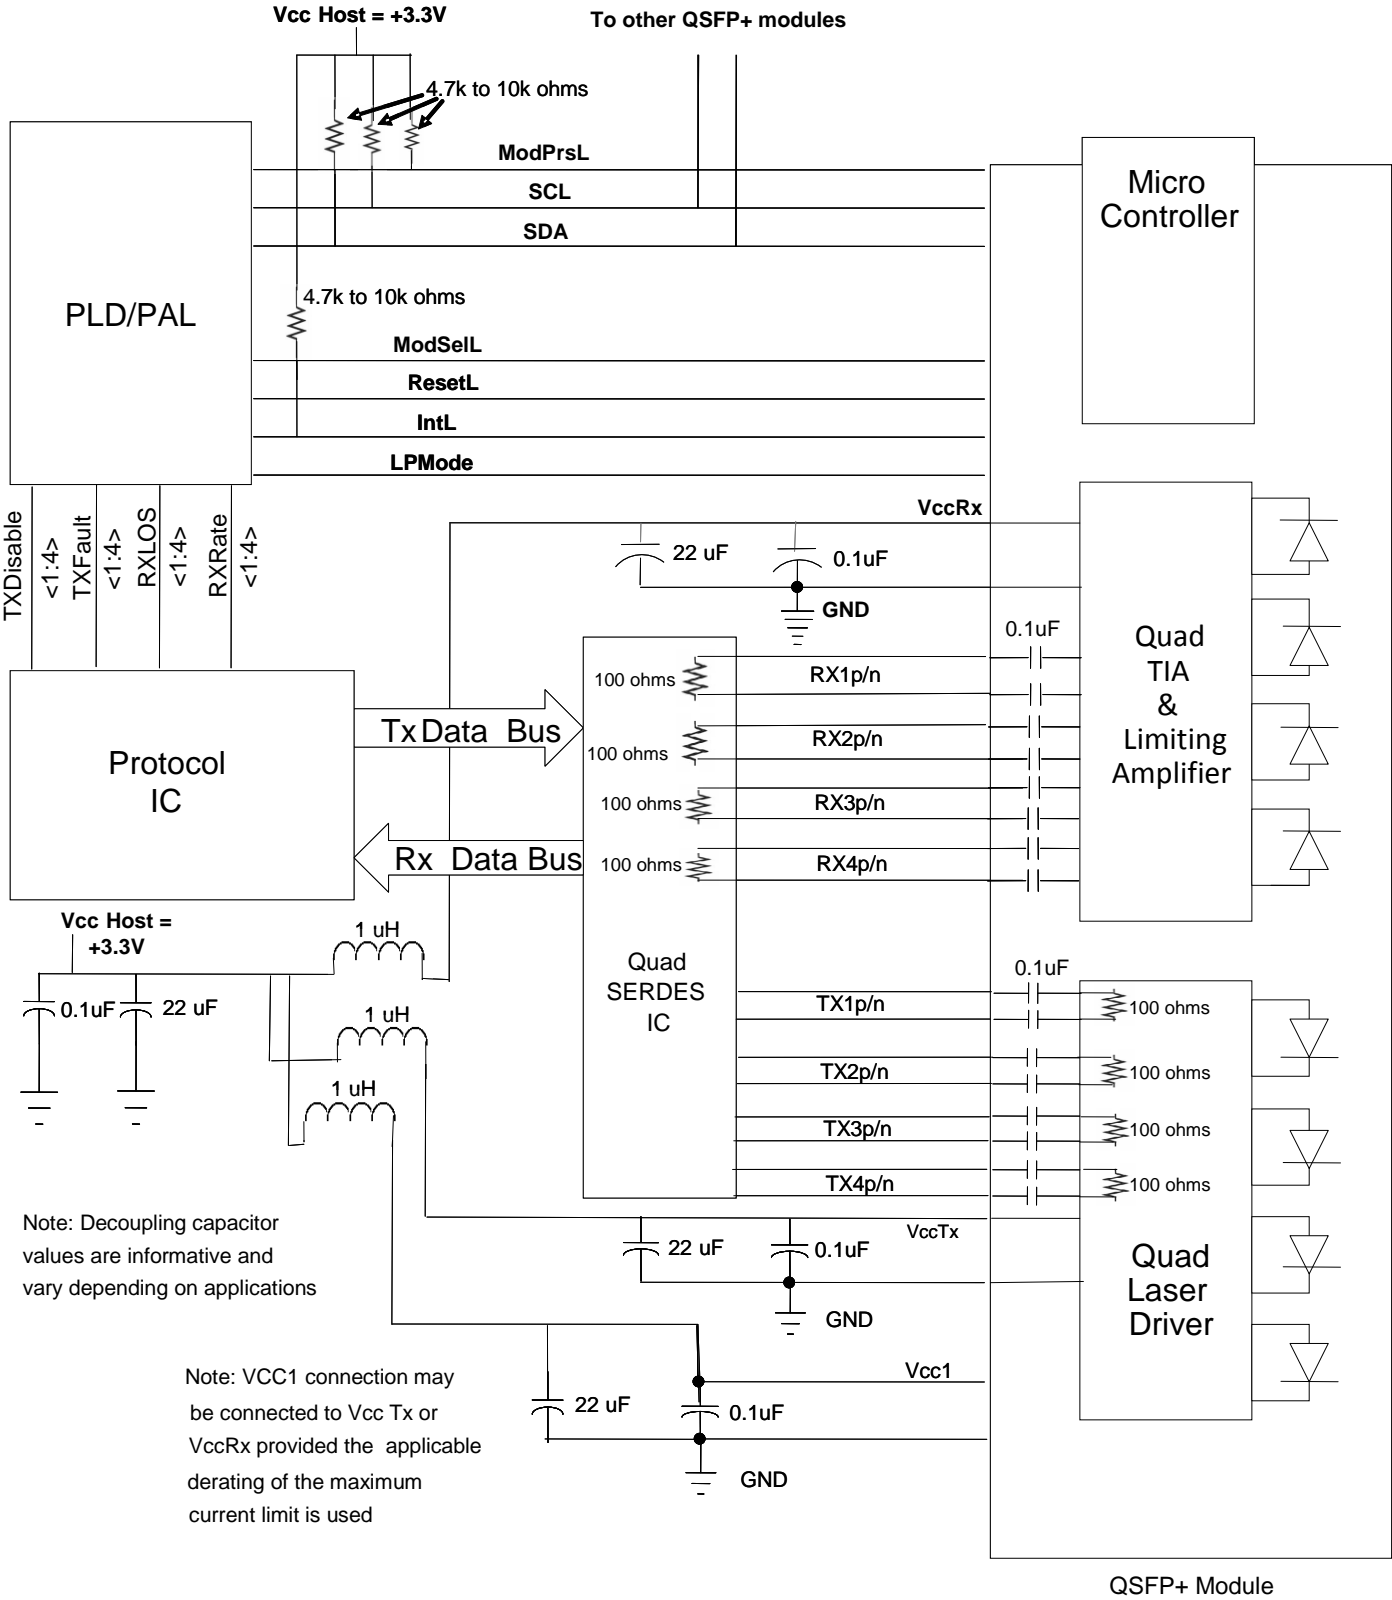 Vcc Host = +3.3V
To other QSFP+ modules
4.7k to 10k ohms
ModPrsL
SCL
SDA
Micro
Controller
PLD/PAL
4.7k to 10k ohms
ModSelL
ResetL
IntL
LPMode
TXDisable
<1:4>
TXFault
<1:4>
RXLOS
<1:4>
RXRate
<1:4>
VccRx
22 uF
0.1uF
GND
0.1uF
Quad
TIA
&
Limiting
Amplifier
100 ohms
RX1p/n
100 ohms
RX2p/n
100 ohms
RX3p/n
100 ohms
RX4p/n
Tx Data Bus
Protocol
IC
Rx Data Bus
Vcc Host =
+3.3V
1 uH
0.1uF
22 uF
1 uH
1 uH
Quad
SERDES
IC
0.1uF
TX1p/n
100 ohms
TX2p/n
100 ohms
TX3p/n
100 ohms
TX4p/n
100 ohms
VccTx
22 uF
0.1uF
GND
Quad
Laser
Driver
Note: Decoupling capacitor
values are informative and
vary depending on applications
Vcc1
22 uF
0.1uF
GND
Note: VCC1 connection may
be connected to Vcc Tx or
VccRx provided the applicable
derating of the maximum
current limit is used
QSFP+ Module